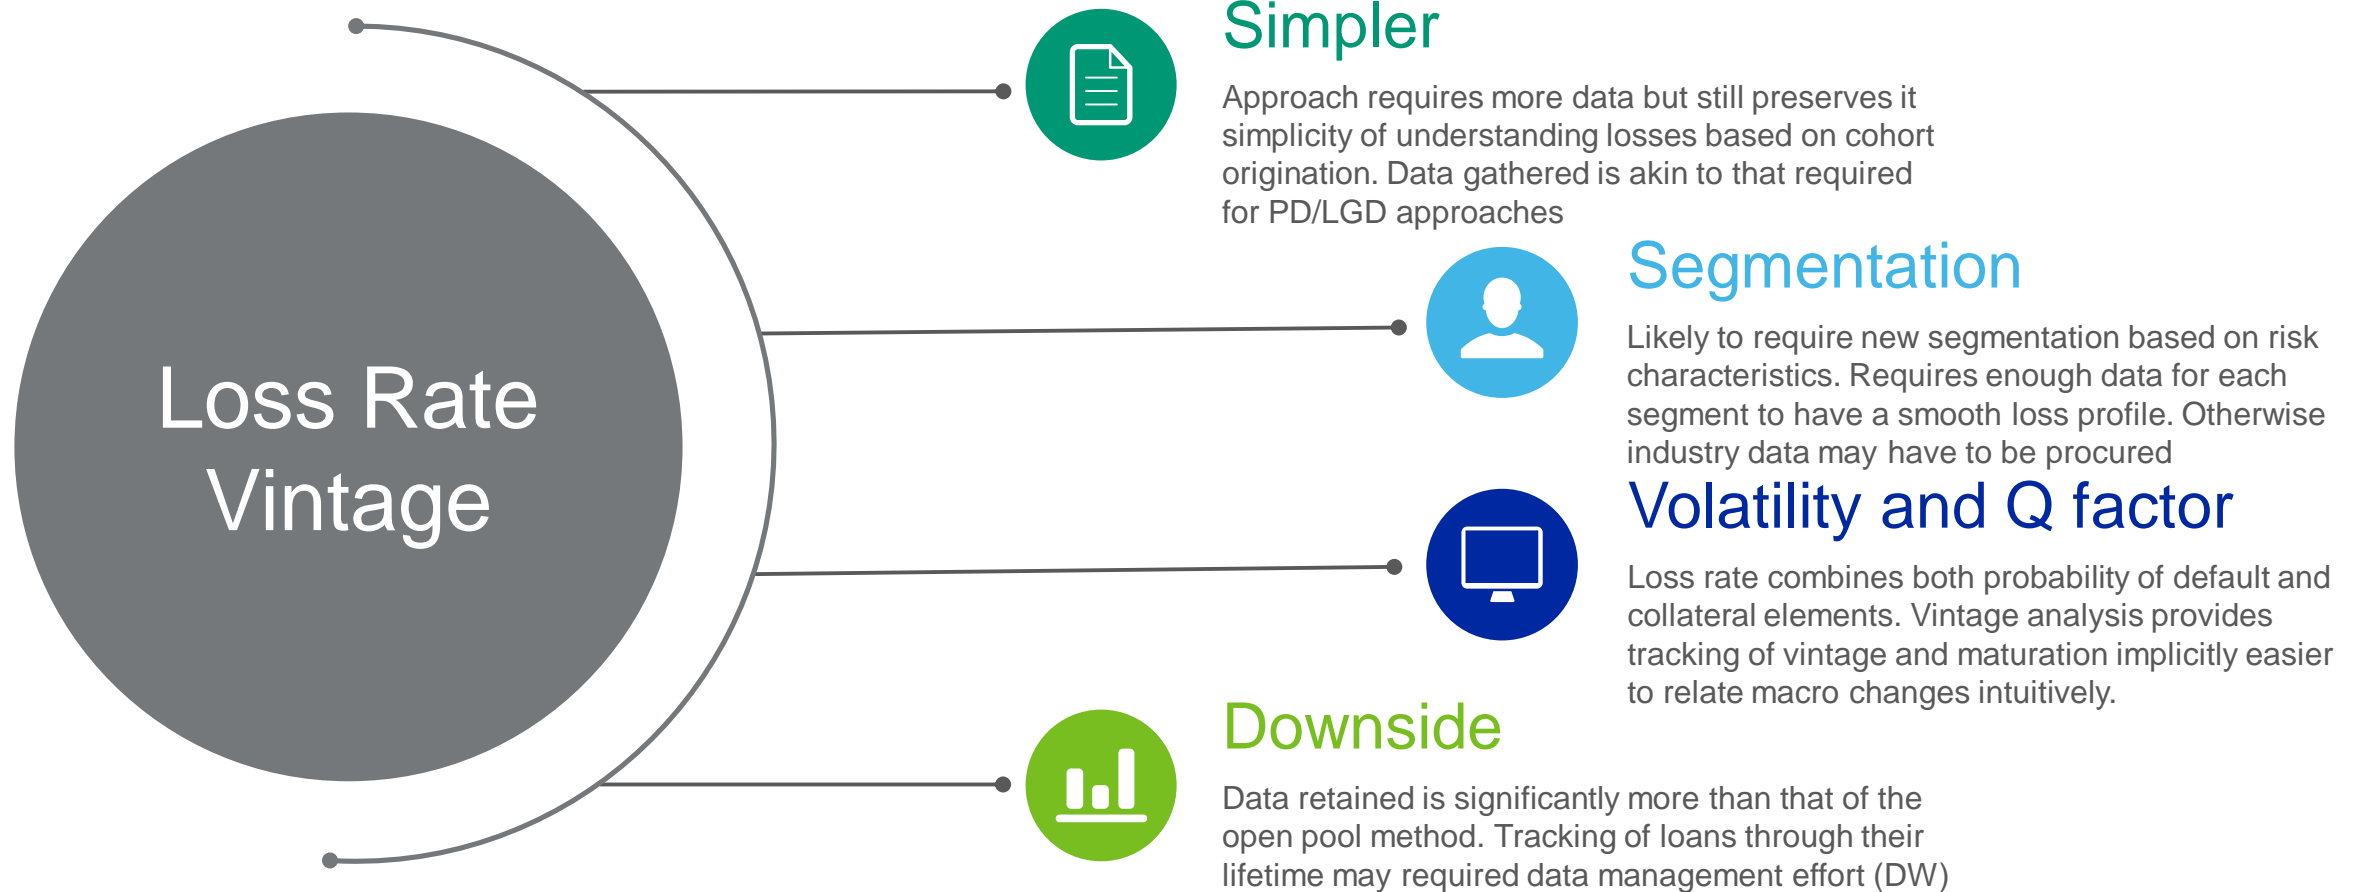 Loss Rate
Vintage
Simpler
Approach requires more data but still preserves it
simplicity of understanding losses based on cohort
origination. Data gathered is akin to that required
for PD/LGD approaches
Segmentation
Likely to require new segmentation based on risk
characteristics. Requires enough data for each
segment to have a smooth loss profile. Otherwise
industry data may have to be procured
Volatility and Q factor
Loss rate combines both probability of default and
collateral elements. Vintage analysis provides
tracking of vintage and maturation implicitly easier
to relate macro changes intuitively.
Downside
Data retained is significantly more than that of the
open pool method. Tracking of loans through their
lifetime may required data management effort (DW)